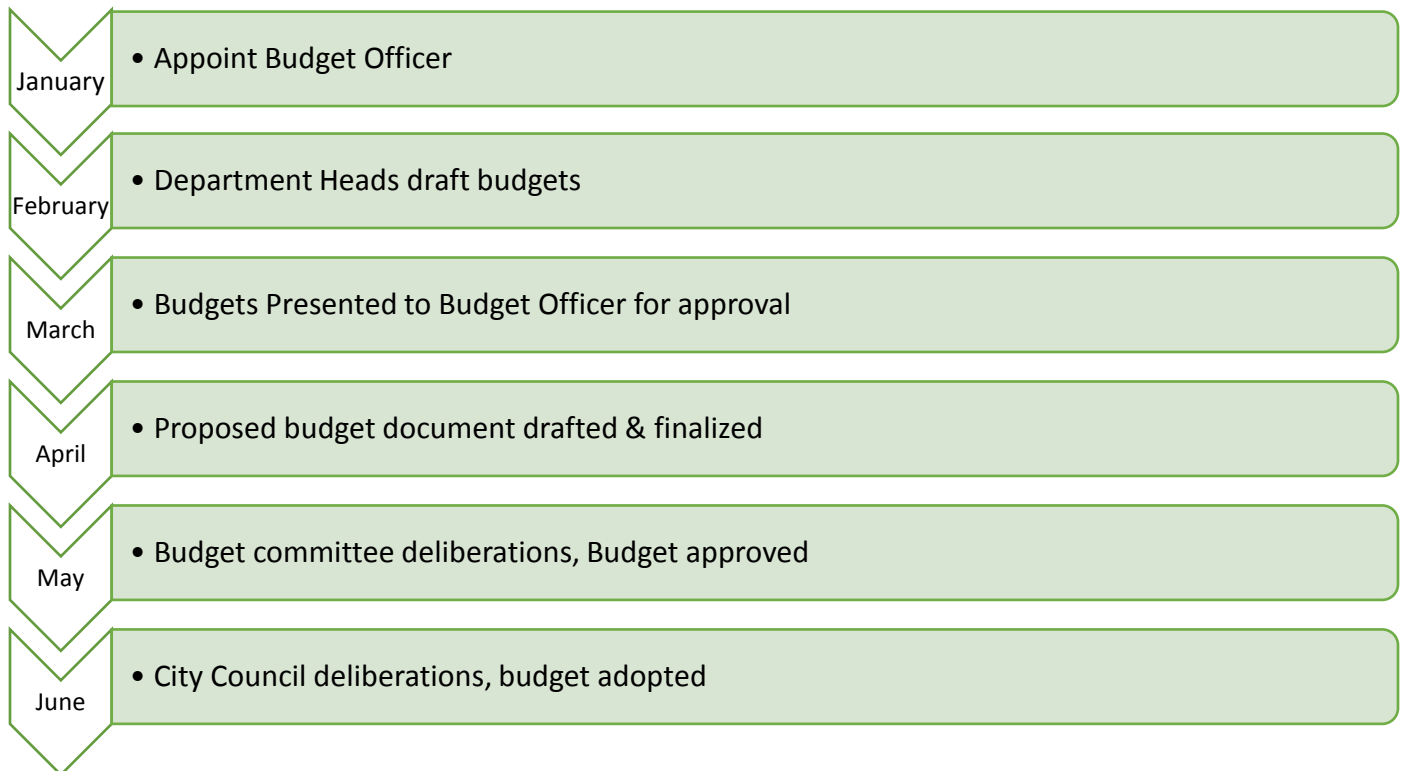 January
• Appoint Budget Officer
February
• Department Heads draft budgets
March
• Budgets Presented to Budget Officer for approval
April
• Proposed budget document drafted & finalized
May
• Budget committee deliberations, Budget approved
June
• City Council deliberations, budget adopted